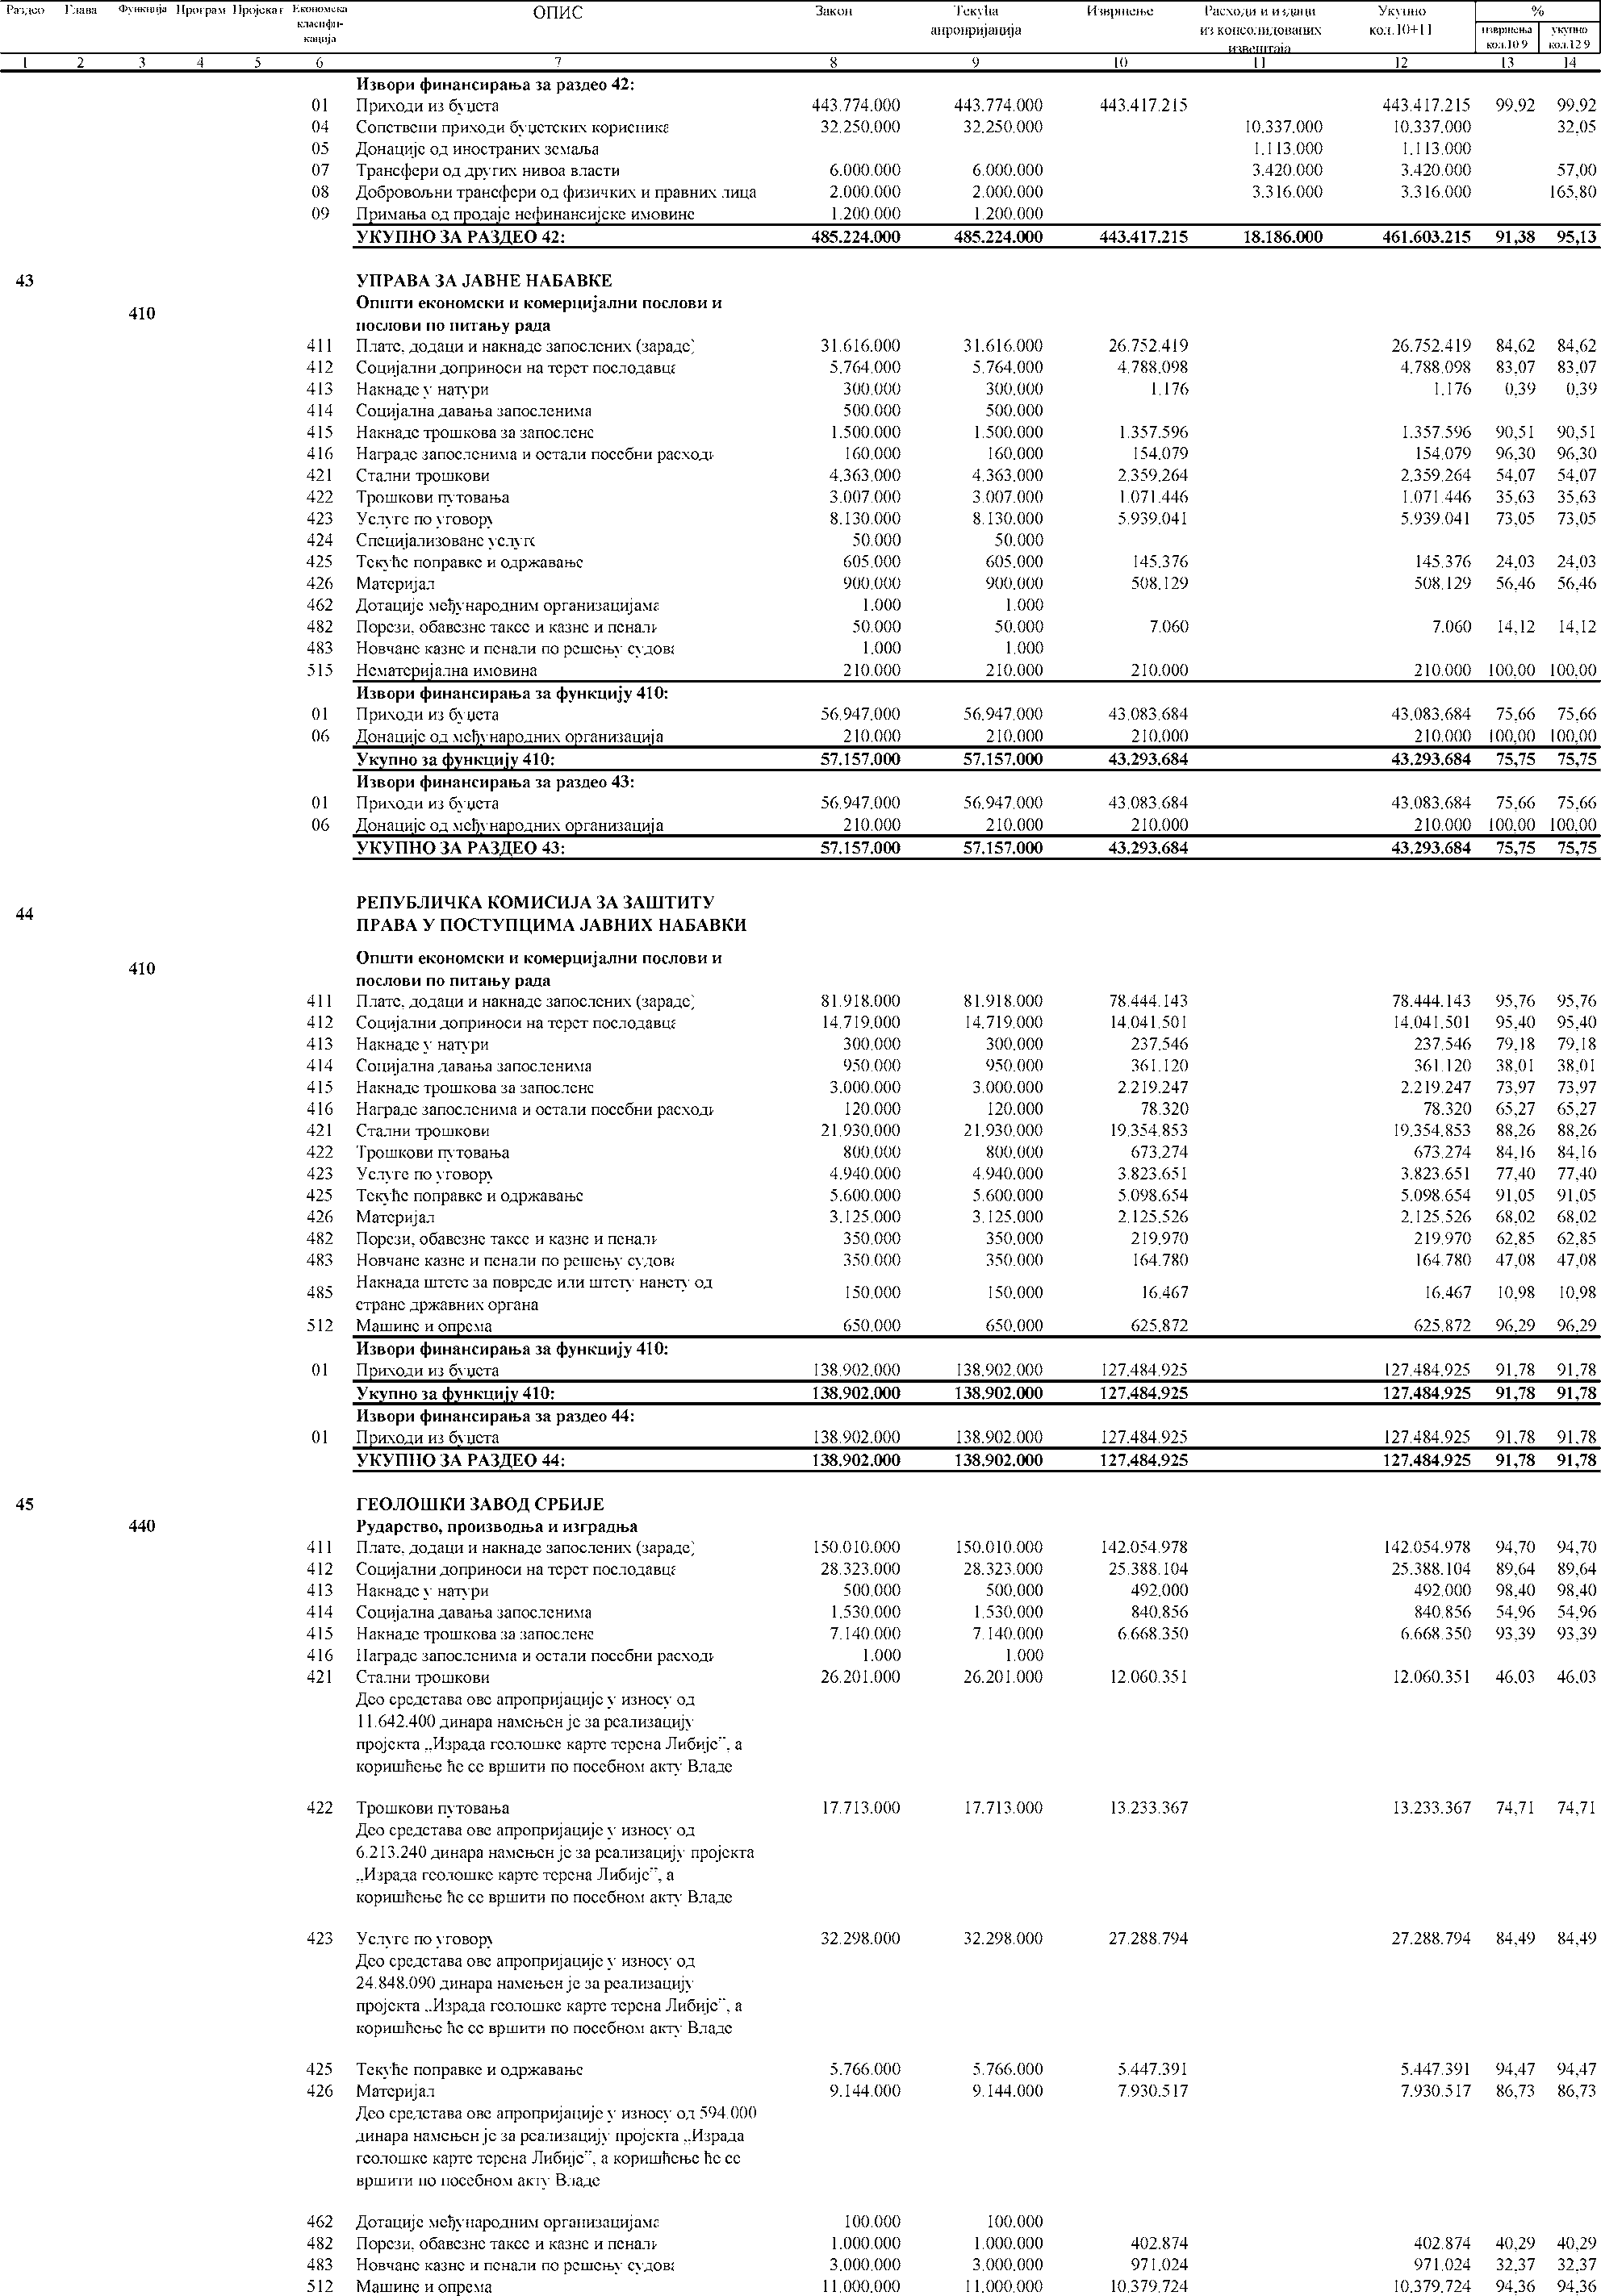 Раздео Глава Функција Програм Пројекат Економска класифи-кација ОПИС Закон Текућа апропријација Извршење Расходи и издаци из консолидованих извештаја Укупно кол.10+11 % извршења кол.10 9 укупно кол.12 9
1 2 3 4 5 6 7 8 9 10 11 12 13 14
Извори финансирања за раздео 42:
01 Приходи из буџета 443.774.000 443.774.000 443.417.215 443.417.215 99,92 99,92
04 Сопствени приходи буџетских корисника 32.250.000 32.250.000 10.337.000 10.337.000 32,05
05 Донације од иностраних земаља 1.113.000 1.113.000
07 Трансфери од других нивоа власти 6.000.000 6.000.000 3.420.000 3.420.000 57,00
08 Добровољни трансфери од физичких и правних лица 2.000.000 2.000.000 3.316.000 3.316.000 165,80
09 Примања од продаје нефинансијске имовине 1.200.000 1.200.000
УКУПНО ЗА РАЗДЕО 42: 485.224.000 485.224.000 443.417.215 18.186.000 461.603.215 91,38 95,13
43 УПРАВА ЗА ЈАВНЕ НАБАВКЕ
410 Општи економски и комерцијални послови и
послови по питању рада
411 Плате, додаци и накнаде запослених (зараде) 31.616.000 31.616.000 26.752.419 26.752.419 84,62 84,62
412 Социјални доприноси на терет послодавца 5.764.000 5.764.000 4.788.098 4.788.098 83,07 83,07
413 Накнаде у натури 300.000 300.000 1.176 1.176 0,39 0,39
414 Социјална давања запосленима 500.000 500.000
415 Накнаде трошкова за запослене 1.500.000 1.500.000 1.357.596 1.357.596 90,51 90,51
416 Награде запосленима и остали посебни расходи 160.000 160.000 154.079 154.079 96,30 96,30
421 Стални трошкови 4.363.000 4.363.000 2.359.264 2.359.264 54,07 54,07
422 Трошкови путовања 3.007.000 3.007.000 1.071.446 1.071.446 35,63 35,63
423 Услуге по уговору 8.130.000 8.130.000 5.939.041 5.939.041 73,05 73,05
424 Специјализоване услуге 50.000 50.000
425 Текуће поправке и одржавање 605.000 605.000 145.376 145.376 24,03 24,03
426 Материјал 900.000 900.000 508.129 508.129 56,46 56,46
462 Дотације међународним организацијама 1.000 1.000
482 Порези, обавезне таксе и казне и пенали 50.000 50.000 7.060 7.060 14,12 14,12
483 Новчане казне и пенали по решењу судова 1.000 1.000
515 Нематеријална имовина 210.000 210.000 210.000 210.000 100,00 100,00
Извори финансирања за функцију 410:
01 Приходи из буџета 56.947.000 56.947.000 43.083.684 43.083.684 75,66 75,66
06 Донације од међународних организација 210.000 210.000 210.000 210.000 100,00 100,00
Укупно за функцију 410: 57.157.000 57.157.000 43.293.684 43.293.684 75,75 75,75
Извори финансирања за раздео 43:
01 Приходи из буџета 56.947.000 56.947.000 43.083.684 43.083.684 75,66 75,66
06 Донације од међународних организација 210.000 210.000 210.000 210.000 100,00 100,00
УКУПНО ЗА РАЗДЕО 43: 57.157.000 57.157.000 43.293.684 43.293.684 75,75 75,75
44 РЕПУБЛИЧКА КОМИСИЈА ЗА ЗАШТИТУ
ПРАВА У ПОСТУПЦИМА ЈАВНИХ НАБАВКИ
410 Општи економски и комерцијални послови и
послови по питању рада
411 Плате, додаци и накнаде запослених (зараде) 81.918.000 81.918.000 78.444.143 78.444.143 95,76 95,76
412 Социјални доприноси на терет послодавца 14.719.000 14.719.000 14.041.501 14.041.501 95,40 95,40
413 Накнаде у натури 300.000 300.000 237.546 237.546 79,18 79,18
414 Социјална давања запосленима 950.000 950.000 361.120 361.120 38,01 38,01
415 Накнаде трошкова за запослене 3.000.000 3.000.000 2.219.247 2.219.247 73,97 73,97
416 Награде запосленима и остали посебни расходи 120.000 120.000 78.320 78.320 65,27 65,27
421 Стални трошкови 21.930.000 21.930.000 19.354.853 19.354.853 88,26 88,26
422 Трошкови путовања 800.000 800.000 673.274 673.274 84,16 84,16
423 Услуге по уговору 4.940.000 4.940.000 3.823.651 3.823.651 77,40 77,40
425 Текуће поправке и одржавање 5.600.000 5.600.000 5.098.654 5.098.654 91,05 91,05
426 Материјал 3.125.000 3.125.000 2.125.526 2.125.526 68,02 68,02
482 Порези, обавезне таксе и казне и пенали 350.000 350.000 219.970 219.970 62,85 62,85
483 Новчане казне и пенали по решењу судова 350.000 350.000 164.780 164.780 47,08 47,08
485 Накнада штете за повреде или штету нанету од
стране државних органа 150.000 150.000 16.467 16.467 10,98 10,98
512 Машине и опрема 650.000 650.000 625.872 625.872 96,29 96,29
Извори финансирања за функцију 410:
01 Приходи из буџета 138.902.000 138.902.000 127.484.925 127.484.925 91,78 91,78
Укупно за функцију 410: 138.902.000 138.902.000 127.484.925 127.484.925 91,78 91,78
Извори финансирања за раздео 44:
01 Приходи из буџета 138.902.000 138.902.000 127.484.925 127.484.925 91,78 91,78
УКУПНО ЗА РАЗДЕО 44: 138.902.000 138.902.000 127.484.925 127.484.925 91,78 91,78
45 ГЕОЛОШКИ ЗАВОД СРБИЈЕ
440 Рударство, производња и изградња
411 Плате, додаци и накнаде запослених (зараде) 150.010.000 150.010.000 142.054.978 142.054.978 94,70 94,70
412 Социјални доприноси на терет послодавца 28.323.000 28.323.000 25.388.104 25.388.104 89,64 89,64
413 Накнаде у натури 500.000 500.000 492.000 492.000 98,40 98,40
414 Социјална давања запосленима 1.530.000 1.530.000 840.856 840.856 54,96 54,96
415 Накнаде трошкова за запослене 7.140.000 7.140.000 6.668.350 6.668.350 93,39 93,39
416 Награде запосленима и остали посебни расходи 1.000 1.000
421 Стални трошкови 26.201.000 26.201.000 12.060.351 12.060.351 46,03 46,03
Део средстава ове апропријације у износу од
11.642.400 динара намењен је за реализацију
пројекта „Израда геолошке карте терена Либије”, а
коришћење ће се вршити по посебном акту Владе
422 Трошкови путовања 17.713.000 17.713.000 13.233.367 13.233.367 74,71 74,71
Део средстава ове апропријације у износу од
6.213.240 динара намењен је за реализацију пројекта
„Израда геолошке карте терена Либије”, а
коришћење ће се вршити по посебном акту Владе
423 Услуге по уговору 32.298.000 32.298.000 27.288.794 27.288.794 84,49 84,49
Део средстава ове апропријације у износу од
24.848.090 динара намењен је за реализацију
пројекта „Израда геолошке карте терена Либије”, а
коришћење ће се вршити по посебном акту Владе
425 Текуће поправке и одржавање 5.766.000 5.766.000 5.447.391 5.447.391 94,47 94,47
426 Материјал 9.144.000 9.144.000 7.930.517 7.930.517 86,73 86,73
Део средстава ове апропријације у износу од 594.000
динара намењен је за реализацију пројекта „Израда
геолошке карте терена Либије”, а коришћење ће се
вршити по посебном акту Владе
462 Дотације међународним организацијама 100.000 100.000
482 Порези, обавезне таксе и казне и пенали 1.000.000 1.000.000 402.874 402.874 40,29 40,29
483 Новчане казне и пенали по решењу судова 3.000.000 3.000.000 971.024 971.024 32,37 32,37
512 Машине и опрема 11.000.000 11.000.000 10.379.724 10.379.724 94,36 94,36